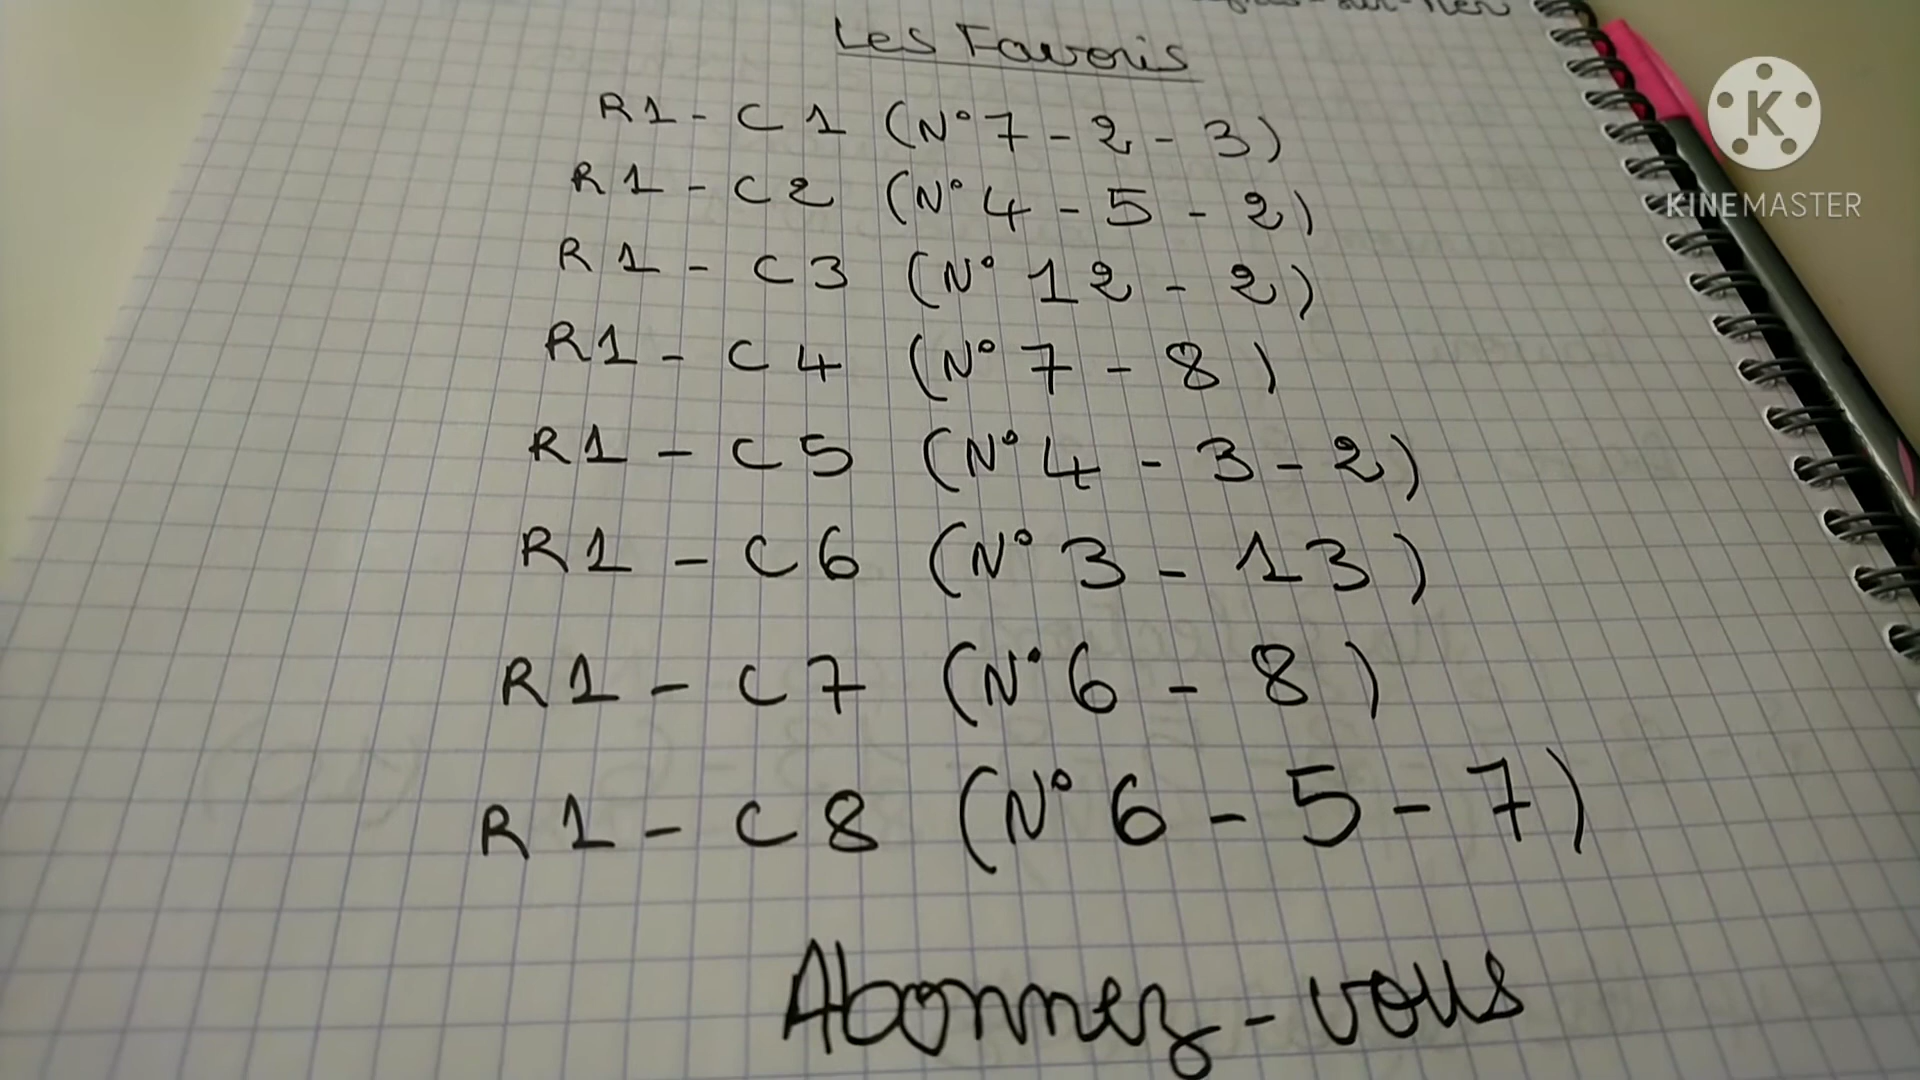 Les Favoris
R1 - C1 (N° 7 - 2 - 3)
R1 - C2 (N° 4 - 5 - 2)
R1 - C3 (N° 12 - 2)
R1 - C4 (N° 7 - 8)
R1 - C5 (N° 4 - 3 - 2)
R1 - C6 (N° 3 - 13)
R1 - C7 (N° 6 - 8)
R1 - C8 (N° 6 - 5 - 7)
Abonnez-vous
K
KINEMASTER